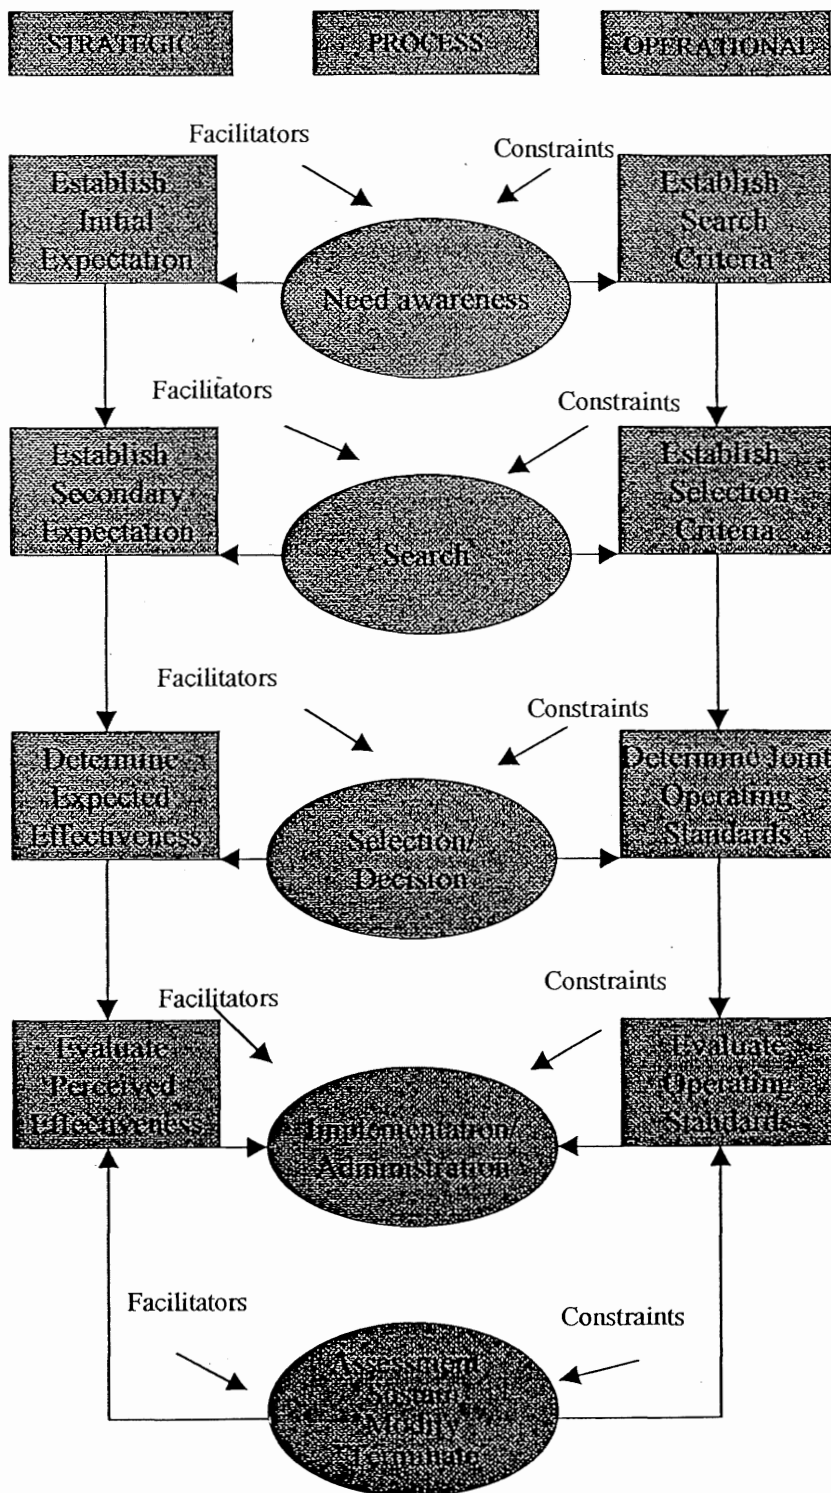 STRATEGIC PROCESS OPERATIONAL
Facilitators
Constraints
Establish
Initial
Expectation
Establish
Search
Criteria
Need awareness
Facilitators
Constraints
Establish
Secondary
Expectation
Establish
Selection
Criteria
Search
Facilitators
Constraints
Determine
Expected
Effectiveness
Determine Joint
Operating
Standards
Selection/
Decision
Facilitators
Constraints
Evaluate
Perceived
Effectiveness
Evaluate
Operating
Standards
Implementation/
Administration
Facilitators
Constraints
Assessment
Sustain
Modify
Terminate